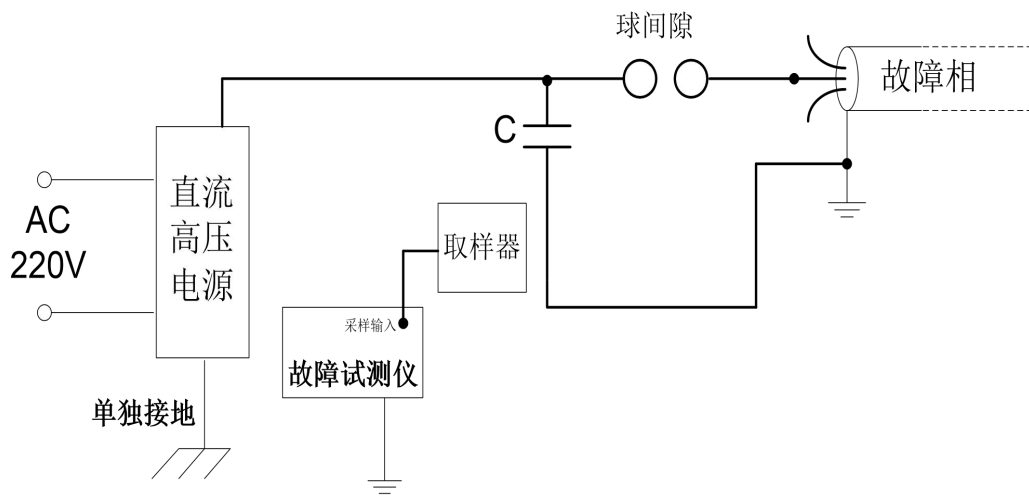 球间隙
故障相
C
直流
高压
电源
AC
220V
取样器
采样输入
故障试测仪
单独接地